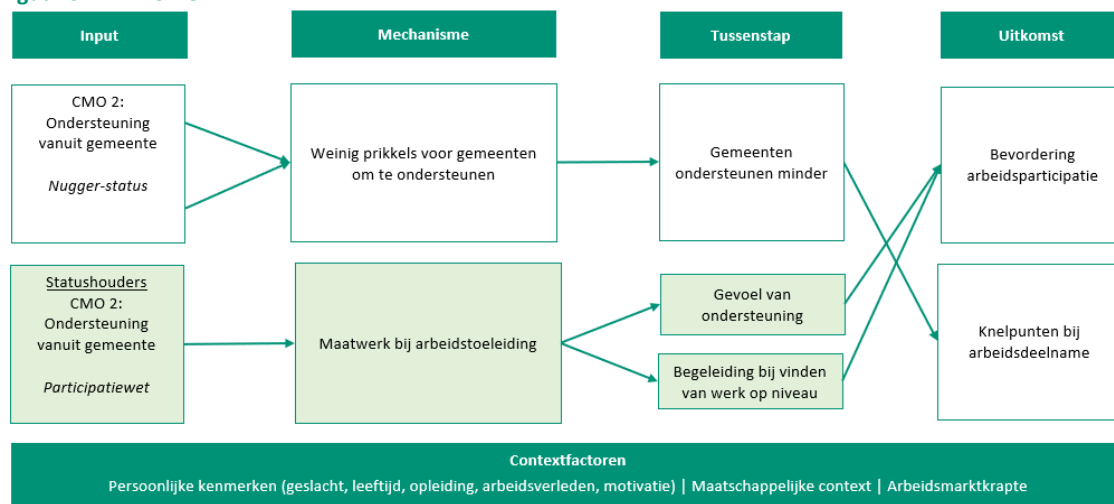 Input
Mechanisme
Tussenstap
Uitkomst
CMO 2:
Ondersteuning
vanuit gemeente
Nugger-status
Weinig prikkels voor gemeenten
om te ondersteunen
Gemeenten
ondersteunen minder
Bevordering
arbeidsparticipatie
Statushouders
CMO 2:
Ondersteuning
vanuit gemeente
Participatiewet
Maatwerk bij arbeidstoeleiding
Gevoel van
ondersteuning
Begeleiding bij vinden
van werk op niveau
Knelpunten bij
arbeidsdeelname
Contextfactoren
Persoonlijke kenmerken (geslacht, leeftijd, opleiding, arbeidsverleden, motivatie) | Maatschappelijke context | Arbeidsmarktkrapte